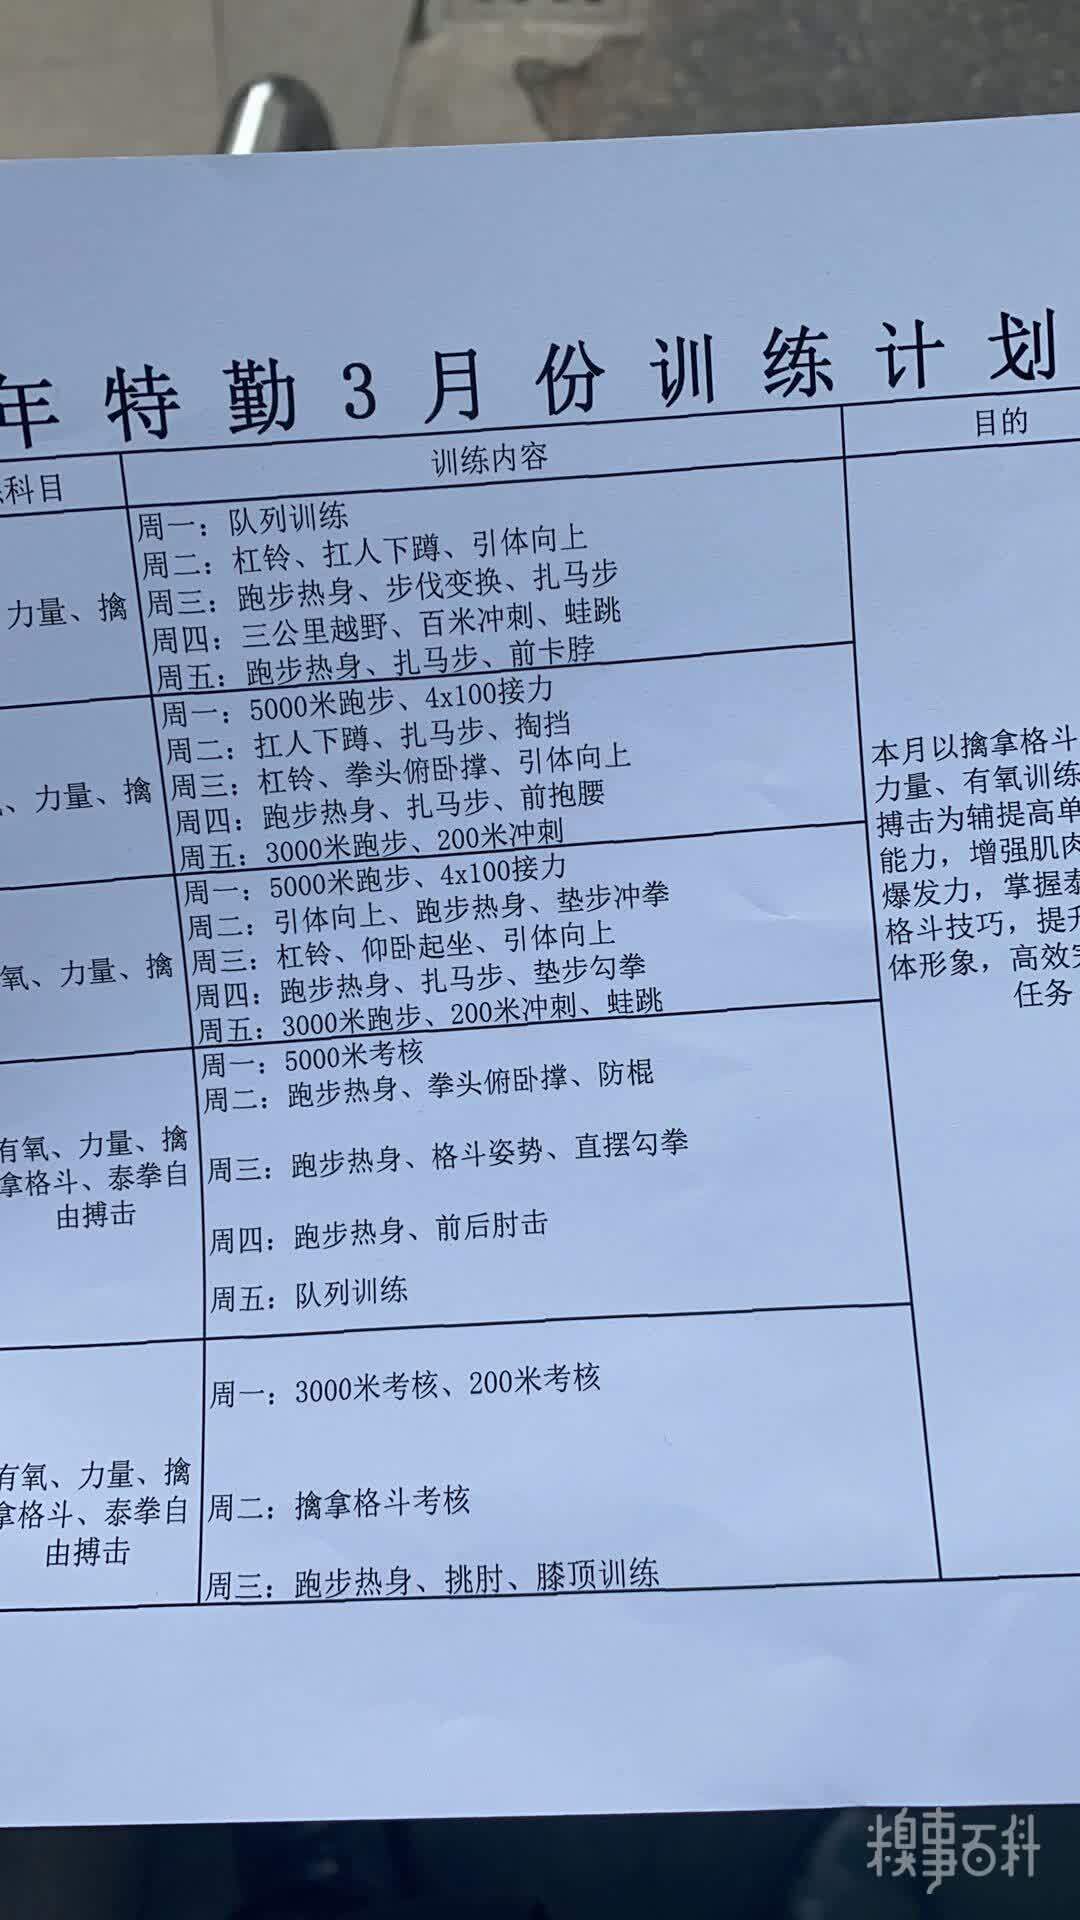 年特勤3月份训练计划
科目
训练内容
目的
力量、擒
周一：队列训练
周二：杠铃、扛人下蹲、引体向上
周三：跑步热身、步伐变换、扎马步
周四：三公里越野、百米冲刺、蛙跳
周五：跑步热身、扎马步、前卡脖
、力量、擒
周一：5000米跑步、4x100接力
周二：扛人下蹲、扎马步、掏挡
周三：杠铃、拳头俯卧撑、引体向上
周四：跑步热身、扎马步、前抱腰
周五：3000米跑步、200米冲刺
氧、力量、擒
周一：5000米跑步、4x100接力
周二：引体向上、跑步热身、垫步冲拳
周三：杠铃、仰卧起坐、引体向上
周四：跑步热身、扎马步、垫步勾拳
周五：3000米跑步、200米冲刺、蛙跳
有氧、力量、擒
拿格斗、泰拳自
由搏击
周一：5000米考核
周二：跑步热身、拳头俯卧撑、防棍
周三：跑步热身、格斗姿势、直摆勾拳
周四：跑步热身、前后肘击
周五：队列训练
有氧、力量、擒
拿格斗、泰拳自
由搏击
周一：3000米考核、200米考核
周二：擒拿格斗考核
周三：跑步热身、挑肘、膝顶训练
本月以擒拿格斗
力量、有氧训练
搏击为辅提高单
能力，增强肌肉
爆发力，掌握泰
格斗技巧，提升
体形象，高效完
任务
糗事百科